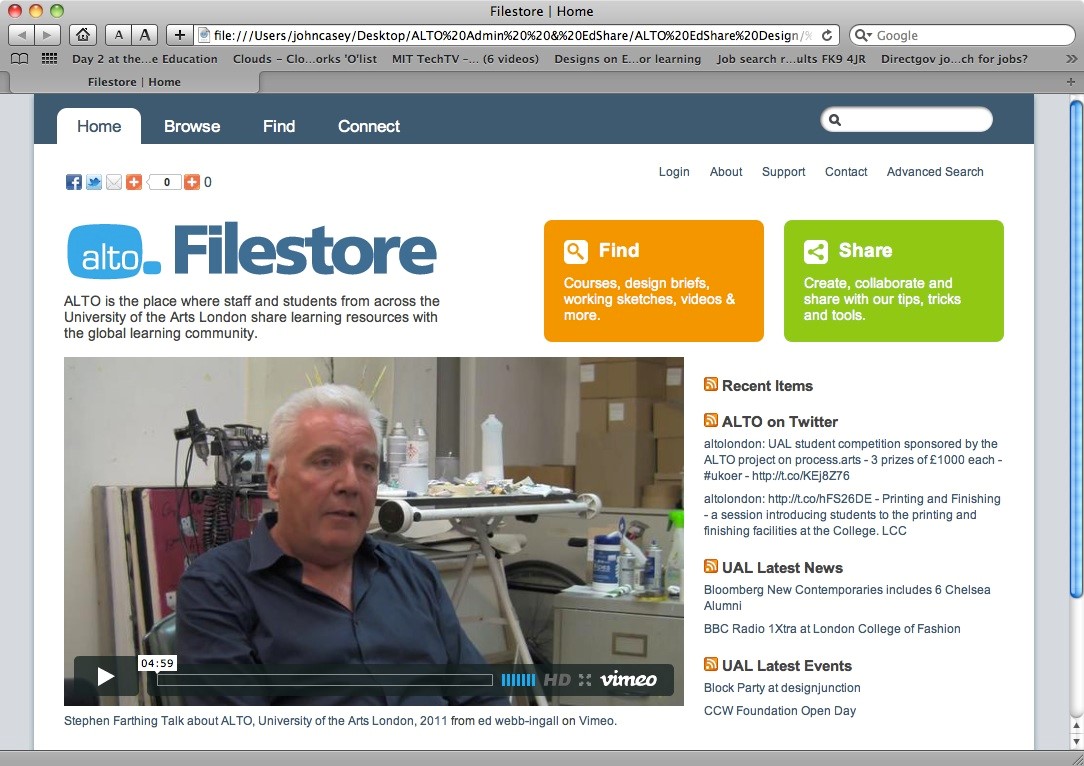 Filestore | Home
A A + file:///Users/johncasey/Desktop/ALTO%20Admin%20%20&%20EdShare/ALTO%20EdShare%20Design/% Google
Day 2 at the...e Education Clouds – Clo...orks 'O'list MIT TechTV –... (6 videos) Designs on E...or learning Job search r...ults FK9 4JR Directgov jo...ch for jobs? »
Filestore | Home +
Home Browse Find Connect
Login About Support Contact Advanced Search
0 0
alto. Filestore
ALTO is the place where staff and students from across the
University of the Arts London share learning resources with
the global learning community.
Find
Courses, design briefs,
working sketches, videos &
more.
Share
Create, collaborate and
share with our tips, tricks
and tools.
04:59
HD vimeo
Stephen Farthing Talk about ALTO, University of the Arts London, 2011 from ed webb-ingall on Vimeo.
Recent Items
ALTO on Twitter
altolondon: UAL student competition sponsored by the
ALTO project on process.arts - 3 prizes of £1000 each -
#ukoer - http://t.co/KEj8Z76
altolondon: http://t.co/hFS26DE - Printing and Finishing
- a session introducing students to the printing and
finishing facilities at the College. LCC
UAL Latest News
Bloomberg New Contemporaries includes 6 Chelsea
Alumni
BBC Radio 1Xtra at London College of Fashion
UAL Latest Events
Block Party at designjunction
CCW Foundation Open Day